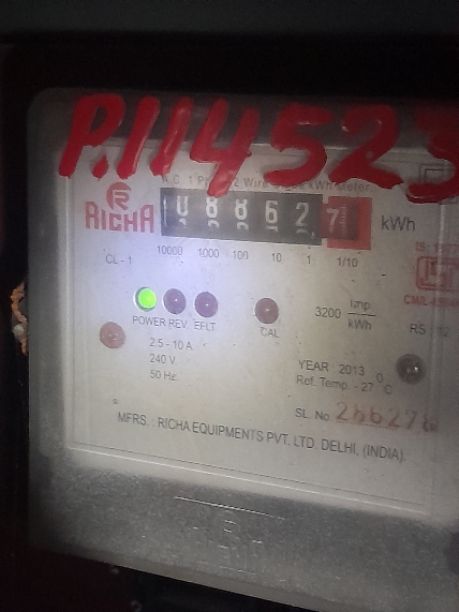 P.114523
A.C. 1 Ph. 2 Wire kWh Meter
RICHA
08862 7 kWh
10000 1000 100 10 1 1/10
CL - 1
POWER REV. EFLT CAL
3200 Imp/kWh
2.5 - 10 A
240 V.
50 Hz.
YEAR 2013
Ref. Temp. - 27 °C
SL. No.
MFRS. : RICHA EQUIPMENTS PVT. LTD. DELHI, (INDIA).